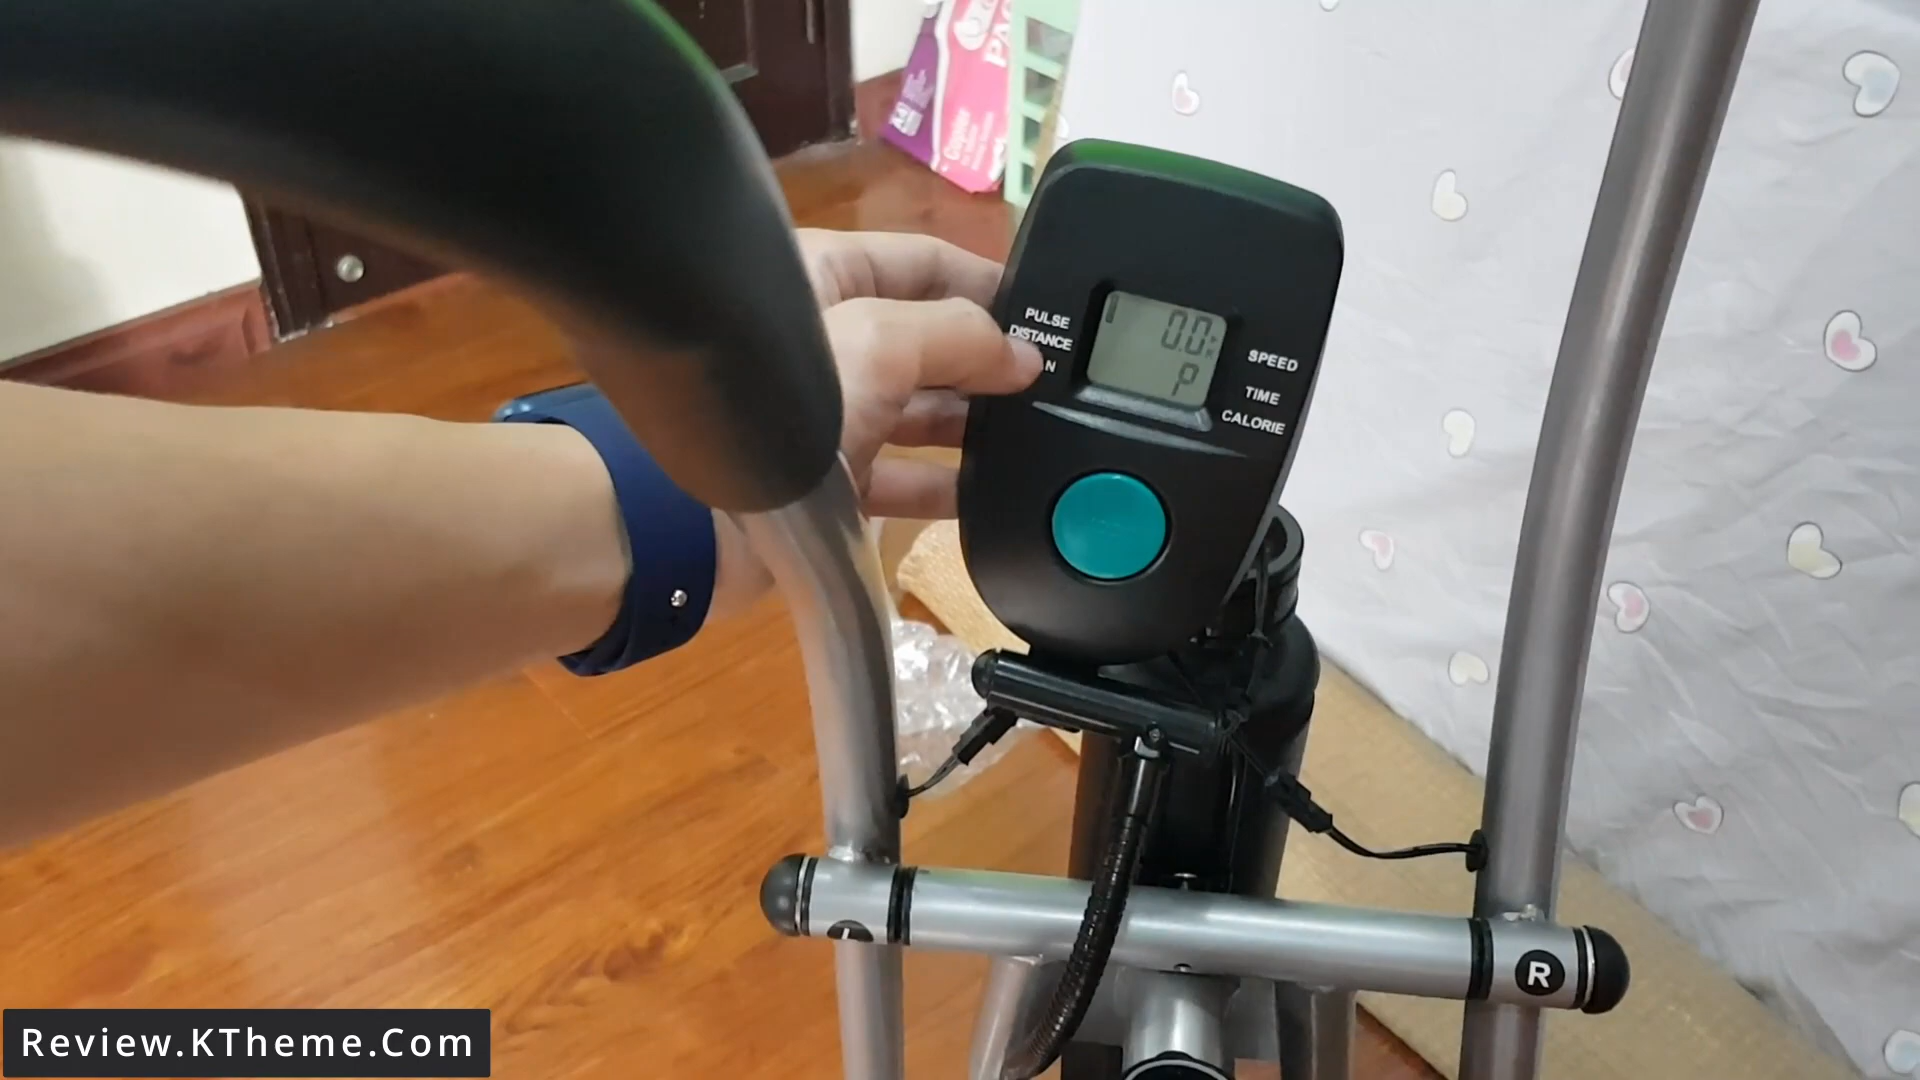 PULSE
DISTANCE
0.0
P
SPEED
TIME
CALORIE
R
Review.KTheme.Com